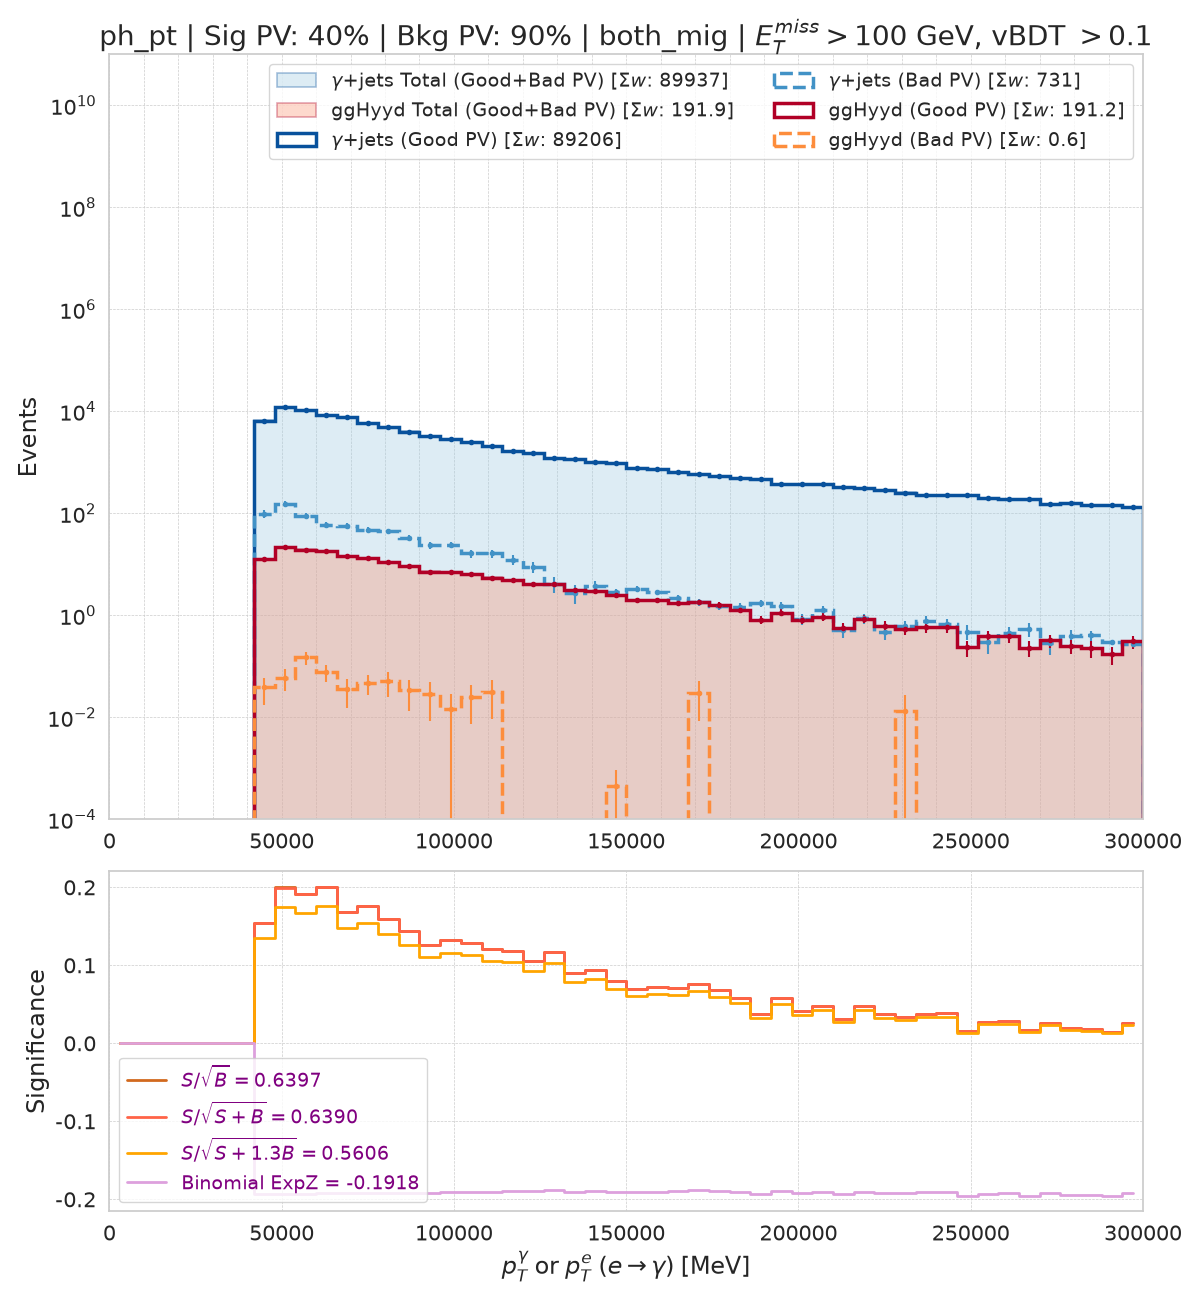 ph_pt | Sig PV: 40% | Bkg PV: 90% | both_mig | $E_T^{miss} > 100$ GeV, vBDT $> 0.1$
γ+jets Total (Good+Bad PV) [Σw: 89937]
ggHyyd Total (Good+Bad PV) [Σw: 191.9]
γ+jets (Good PV) [Σw: 89206]
γ+jets (Bad PV) [Σw: 731]
ggHyyd (Good PV) [Σw: 191.2]
ggHyyd (Bad PV) [Σw: 0.6]
Events
$10^{10}$
$10^{8}$
$10^{6}$
$10^{4}$
$10^{2}$
$10^{0}$
$10^{-2}$
$10^{-4}$
0 50000 100000 150000 200000 250000 300000
Significance
0.2
0.1
0.0
-0.1
-0.2
$S/\sqrt{B} = 0.6397$
$S/\sqrt{S+B} = 0.6390$
$S/\sqrt{S+1.3B} = 0.5606$
Binomial ExpZ = -0.1918
0 50000 100000 150000 200000 250000 300000
$p_T^γ$ or $p_T^e$ $(e→γ)$ [MeV]